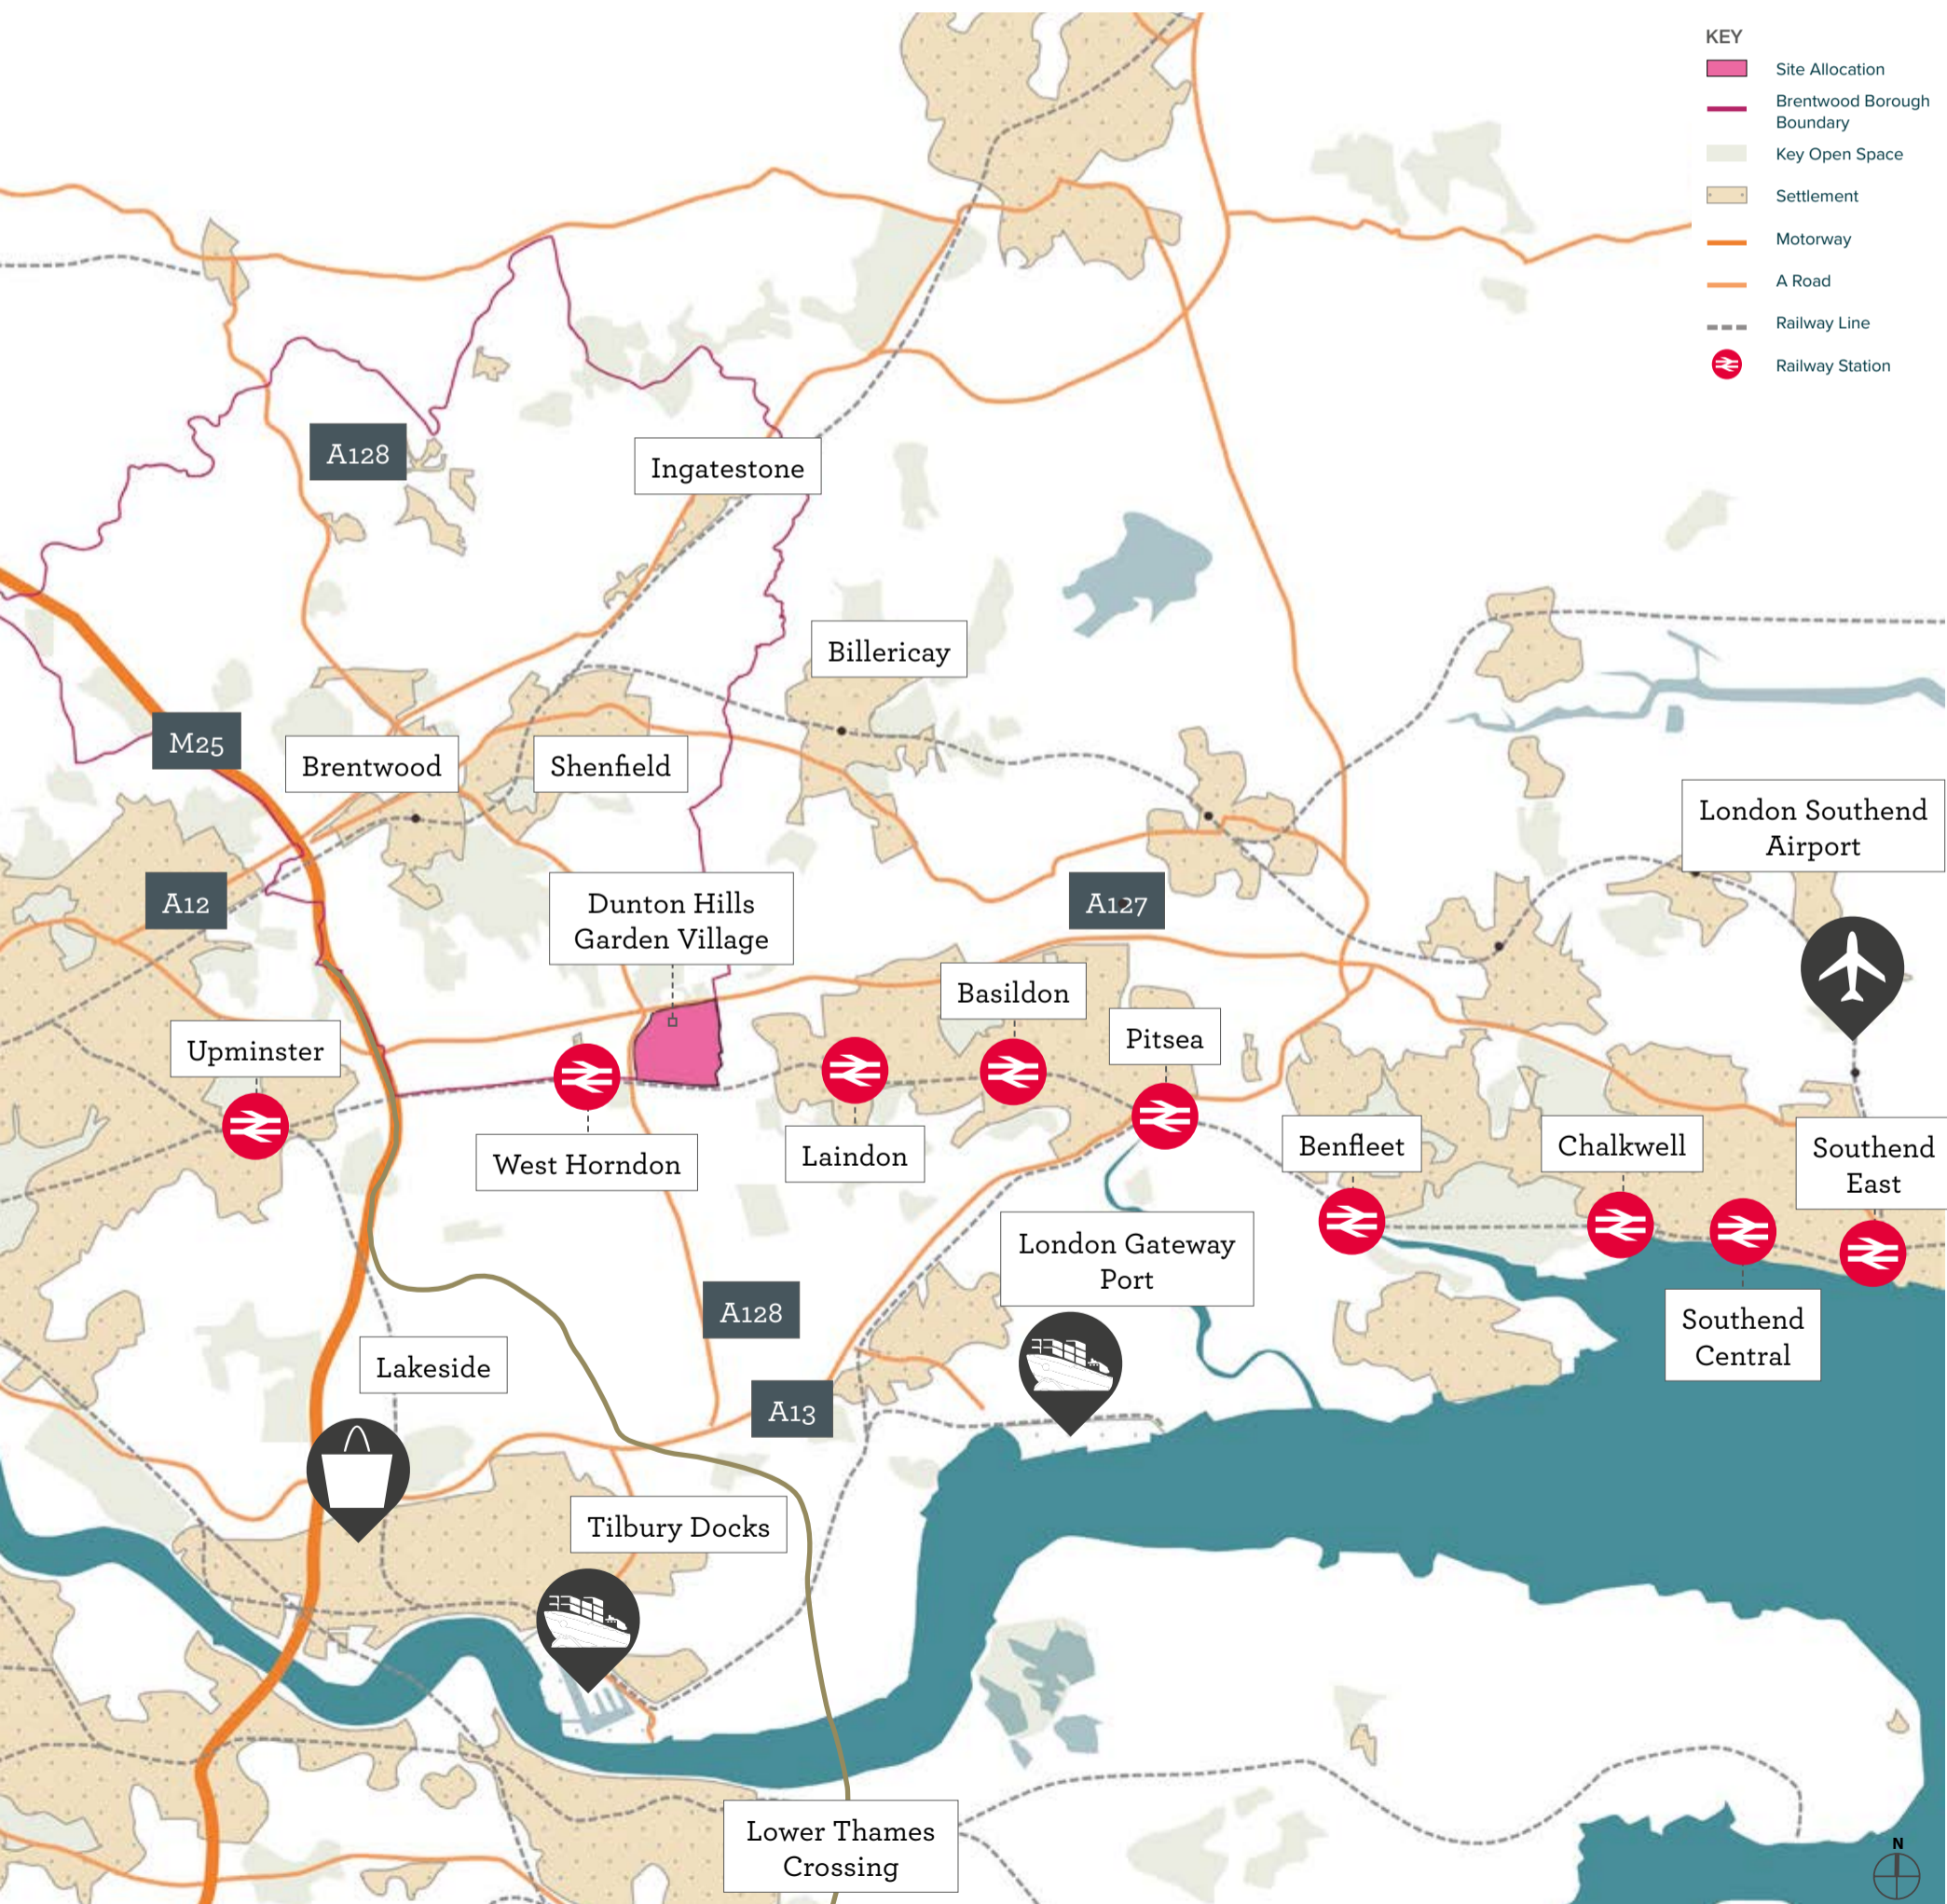 KEY
Site Allocation
Brentwood Borough
Boundary
Key Open Space
Settlement
Motorway
A Road
Railway Line
Railway Station
A128
Ingatestone
Billericay
M25
Brentwood
Shenfield
London Southend
Airport
A12
Dunton Hills
Garden Village
A127
Basildon
Pitsea
Upminster
West Horndon
Laindon
Benfleet
Chalkwell
Southend
East
London Gateway
Port
A128
Southend
Central
Lakeside
A13
Tilbury Docks
Lower Thames
Crossing
N